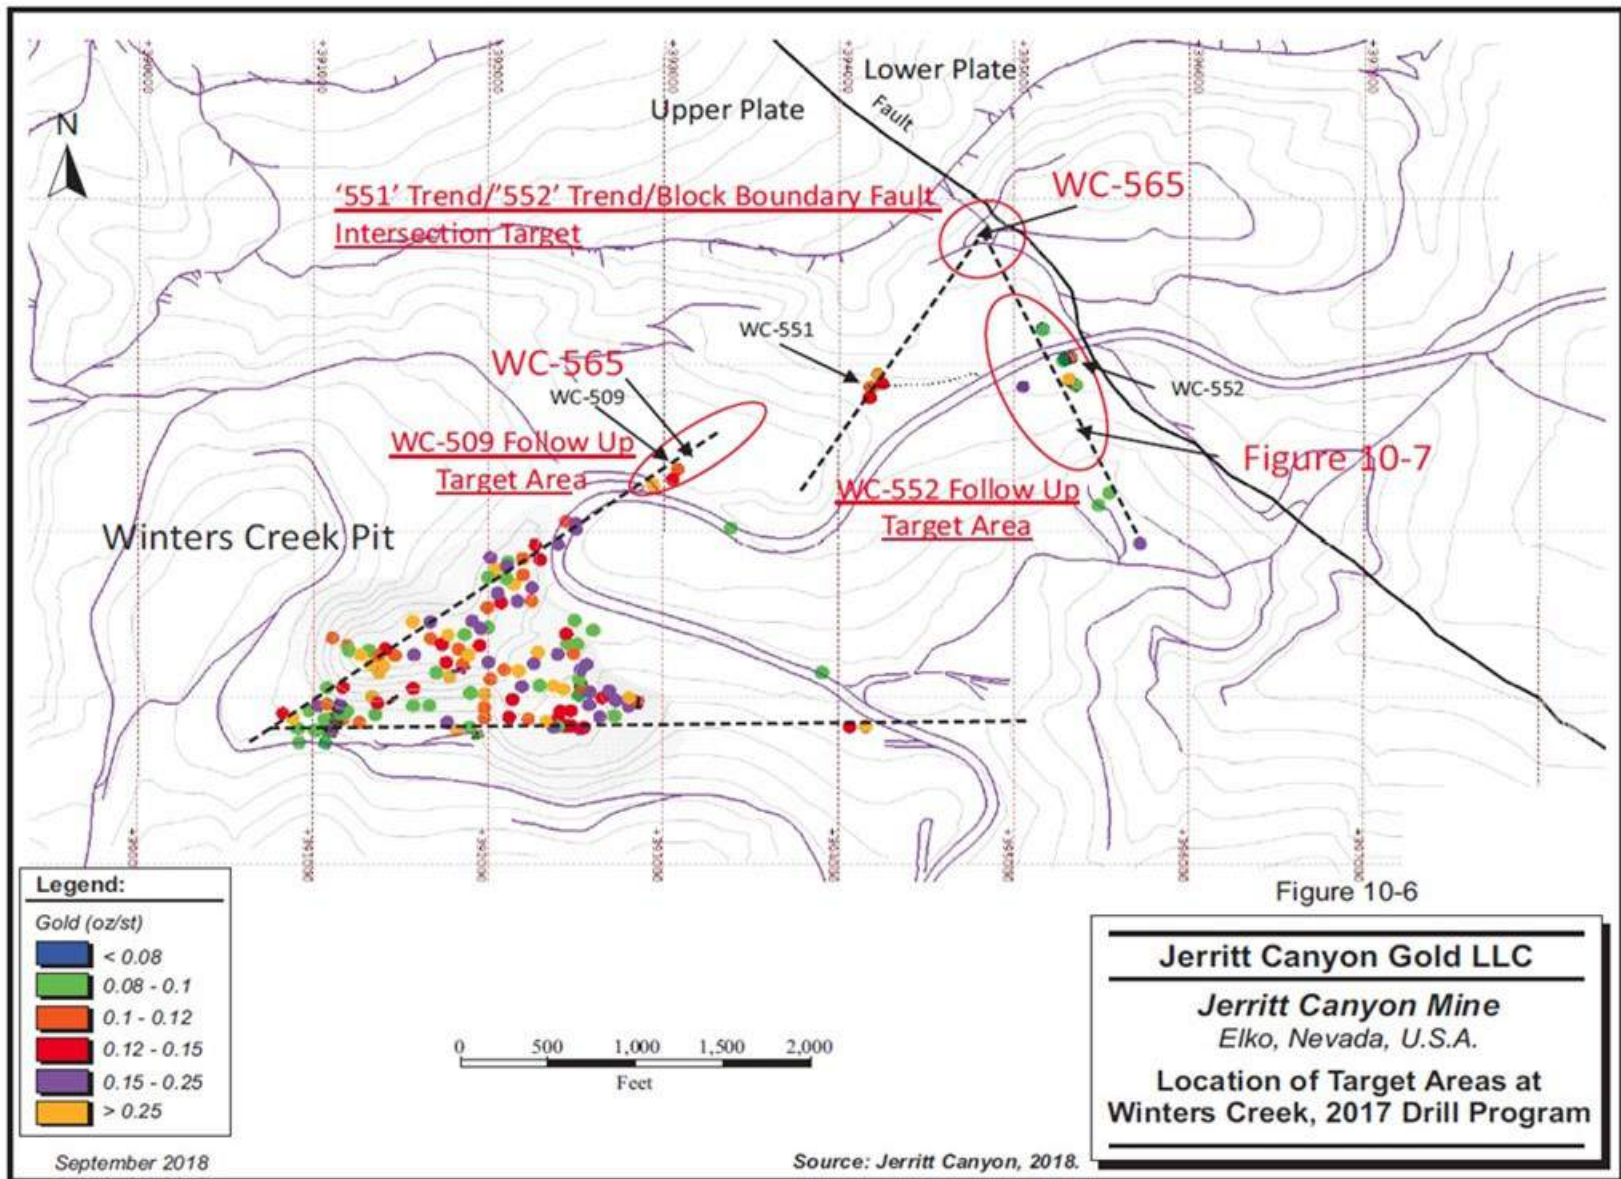 Lower Plate
Upper Plate
Fault
N
'551' Trend/'552' Trend/Block Boundary Fault
Intersection Target
WC-565
WC-551
WC-565
WC-509
WC-552
WC-509 Follow Up
Target Area
Figure 10-7
WC-552 Follow Up
Target Area
Winters Creek Pit
Legend:
Gold (oz/st)
< 0.08
0.08 - 0.1
0.1 - 0.12
0.12 - 0.15
0.15 - 0.25
> 0.25
0 500 1,000 1,500 2,000
Feet
Figure 10-6
Jerritt Canyon Gold LLC
Jerritt Canyon Mine
Elko, Nevada, U.S.A.
Location of Target Areas at
Winters Creek, 2017 Drill Program
September 2018
Source: Jerritt Canyon, 2018.